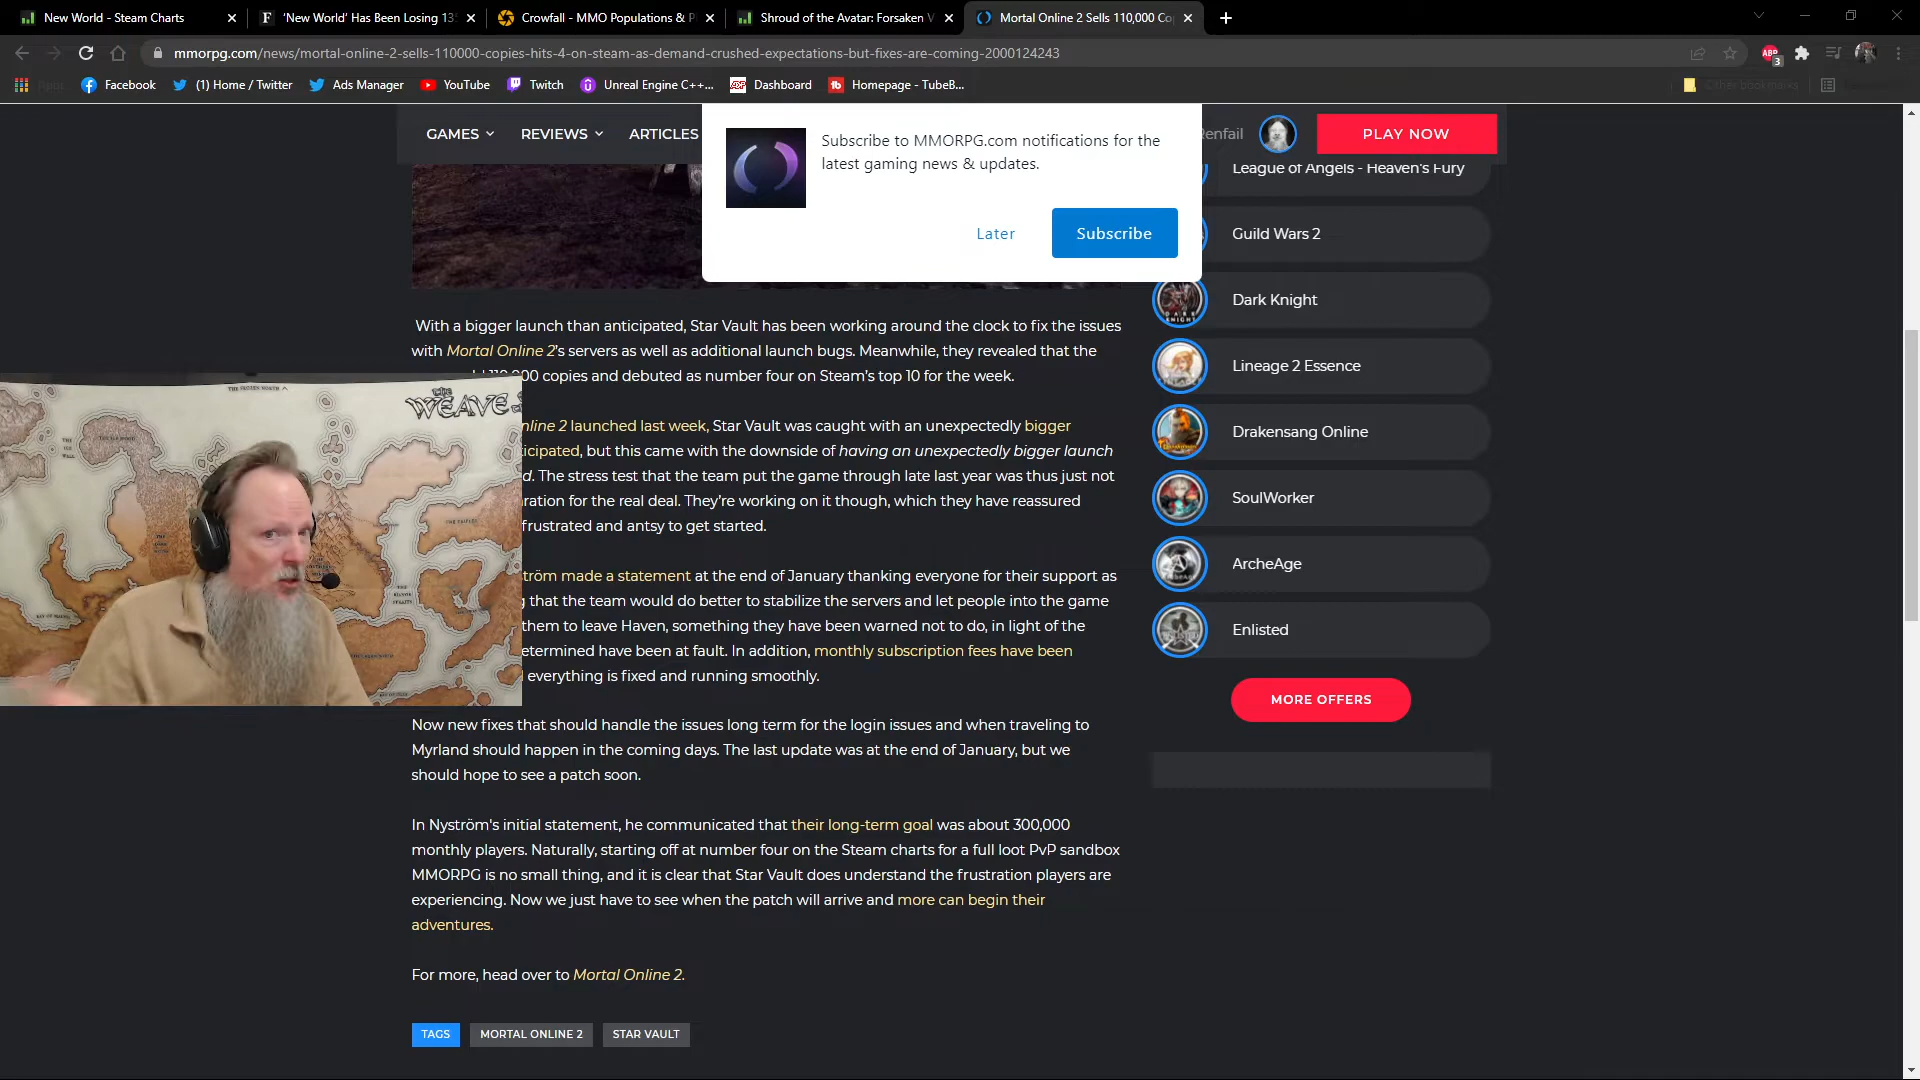 New World - Steam Charts
'New World' Has Been Losing 13
Crowfall - MMO Populations & P
Shroud of the Avatar: Forsaken V
Mortal Online 2 Sells 110,000 Co
mmorpg.com/news/mortal-online-2-sells-110000-copies-hits-4-on-steam-as-demand-crushed-expectations-but-fixes-are-coming-2000124243
ABP
3
Facebook
(1) Home / Twitter
Ads Manager
YouTube
Twitch
Unreal Engine C++...
Dashboard
Homepage - TubeB...
Other bookmarks
GAMES
REVIEWS
ARTICLES
Subscribe to MMORPG.com notifications for the
latest gaming news & updates.
Later
Subscribe
Renfail
PLAY NOW
League of Angels - Heaven's Fury
Guild Wars 2
Dark Knight
Lineage 2 Essence
Drakensang Online
SoulWorker
ArcheAge
Enlisted
MORE OFFERS
With a bigger launch than anticipated, Star Vault has been working around the clock to fix the issues
with Mortal Online 2's servers as well as additional launch bugs. Meanwhile, they revealed that the
110,000 copies and debuted as number four on Steam's top 10 for the week.
nline 2 launched last week, Star Vault was caught with an unexpectedly bigger
icipated, but this came with the downside of having an unexpectedly bigger launch
d. The stress test that the team put the game through late last year was thus just not
ration for the real deal. They're working on it though, which they have reassured
frustrated and antsy to get started.
tröm made a statement at the end of January thanking everyone for their support as
g that the team would do better to stabilize the servers and let people into the game
them to leave Haven, something they have been warned not to do, in light of the
etermined have been at fault. In addition, monthly subscription fees have been
everything is fixed and running smoothly.
Now new fixes that should handle the issues long term for the login issues and when traveling to
Myrland should happen in the coming days. The last update was at the end of January, but we
should hope to see a patch soon.
In Nyström's initial statement, he communicated that their long-term goal was about 300,000
monthly players. Naturally, starting off at number four on the Steam charts for a full loot PvP sandbox
MMORPG is no small thing, and it is clear that Star Vault does understand the frustration players are
experiencing. Now we just have to see when the patch will arrive and more can begin their
adventures.
For more, head over to Mortal Online 2.
TAGS
MORTAL ONLINE 2
STAR VAULT
THE FROZEN NORTH
the
WEAVE